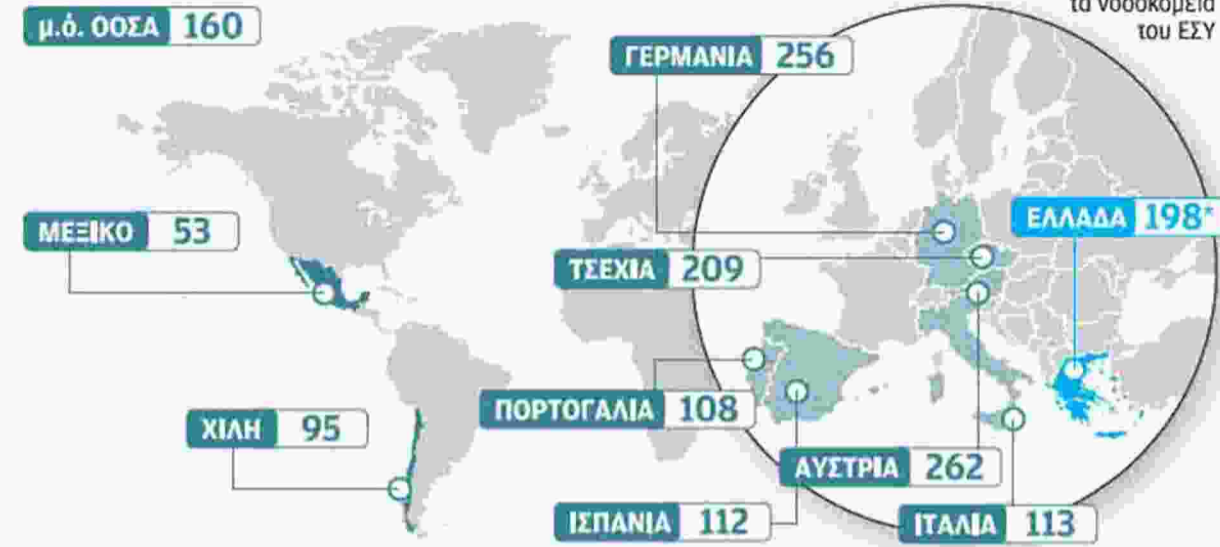 τα νοσοκομεία
του ΕΣΥ
μ.ό. ΟΟΣΑ 160
ΓΕΡΜΑΝΙΑ 256
ΜΕΞΙΚΟ 53
ΕΛΛΑΔΑ 198*
ΤΣΕΧΙΑ 209
ΠΟΡΤΟΓΑΛΙΑ 108
ΧΙΛΗ 95
ΑΥΣΤΡΙΑ 262
ΙΣΠΑΝΙΑ 112
ΙΤΑΛΙΑ 113